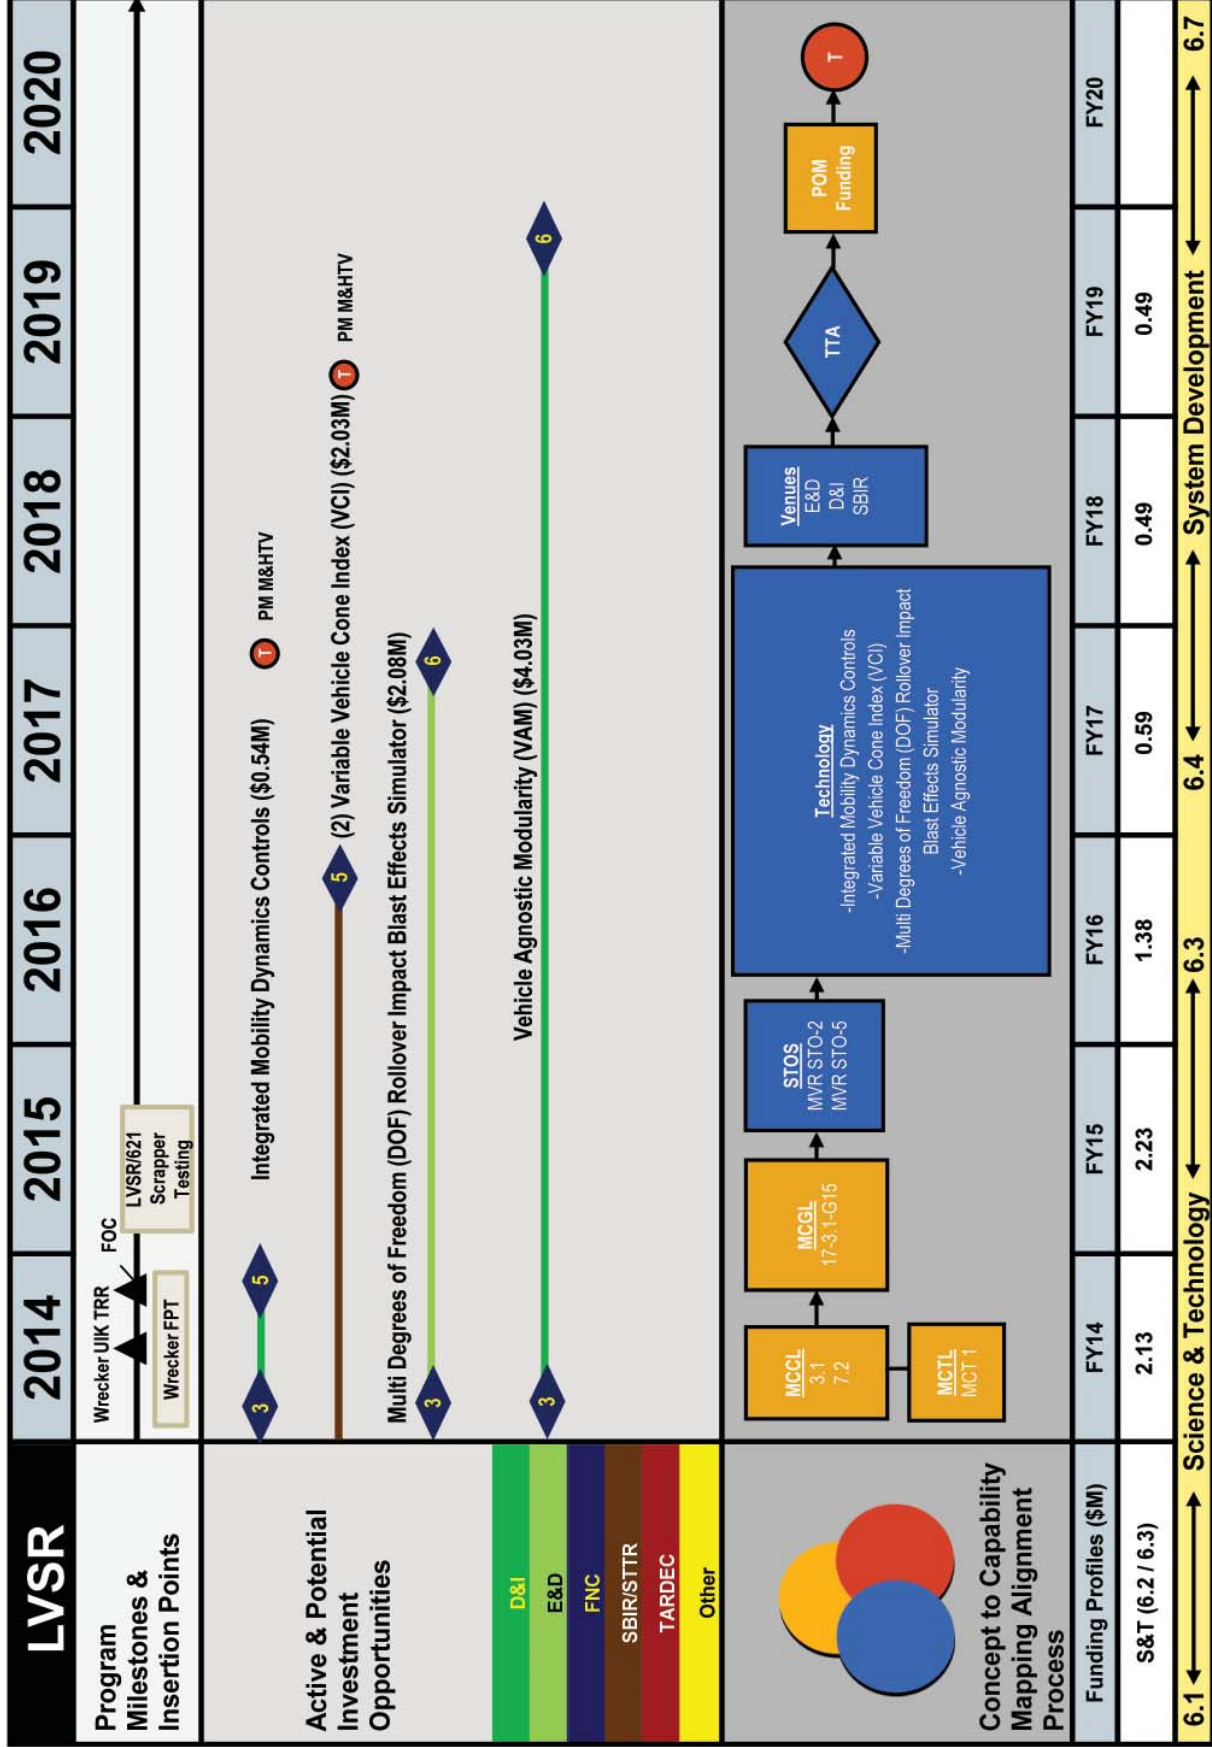 LVSR
2014
2015
2016
2017
2018
2019
2020
Program
Milestones &
Insertion Points
Wrecker UIK TRR
FOC
Wrecker FPT
LVSR/621
Scrapper
Testing
Active & Potential
Investment
Opportunities
D&I
E&D
FNC
SBIR/STTR
TARDEC
Other
3
5
Integrated Mobility Dynamics Controls ($0.54M)
T
PM M&HTV
5
(2) Variable Vehicle Cone Index (VCI) ($2.03M)
T
PM M&HTV
Multi Degrees of Freedom (DOF) Rollover Impact Blast Effects Simulator ($2.08M)
3
6
Vehicle Agnostic Modularity (VAM) ($4.03M)
3
6
Concept to Capability
Mapping Alignment
Process
MCCL
3.1
7.2
MCTL
MCT 1
MCGL
17-3.1-G15
STOS
MVR STO-2
MVR STO-5
Technology
-Integrated Mobility Dynamics Controls
-Variable Vehicle Cone Index (VCI)
-Multi Degrees of Freedom (DOF) Rollover Impact
Blast Effects Simulator
-Vehicle Agnostic Modularity
Venues
E&D
D&I
SBIR
TTA
POM
Funding
T
Funding Profiles ($M)
FY14
FY15
FY16
FY17
FY18
FY19
FY20
S&T (6.2 / 6.3)
2.13
2.23
1.38
0.59
0.49
0.49
6.1
Science & Technology
6.3
6.4
System Development
6.7